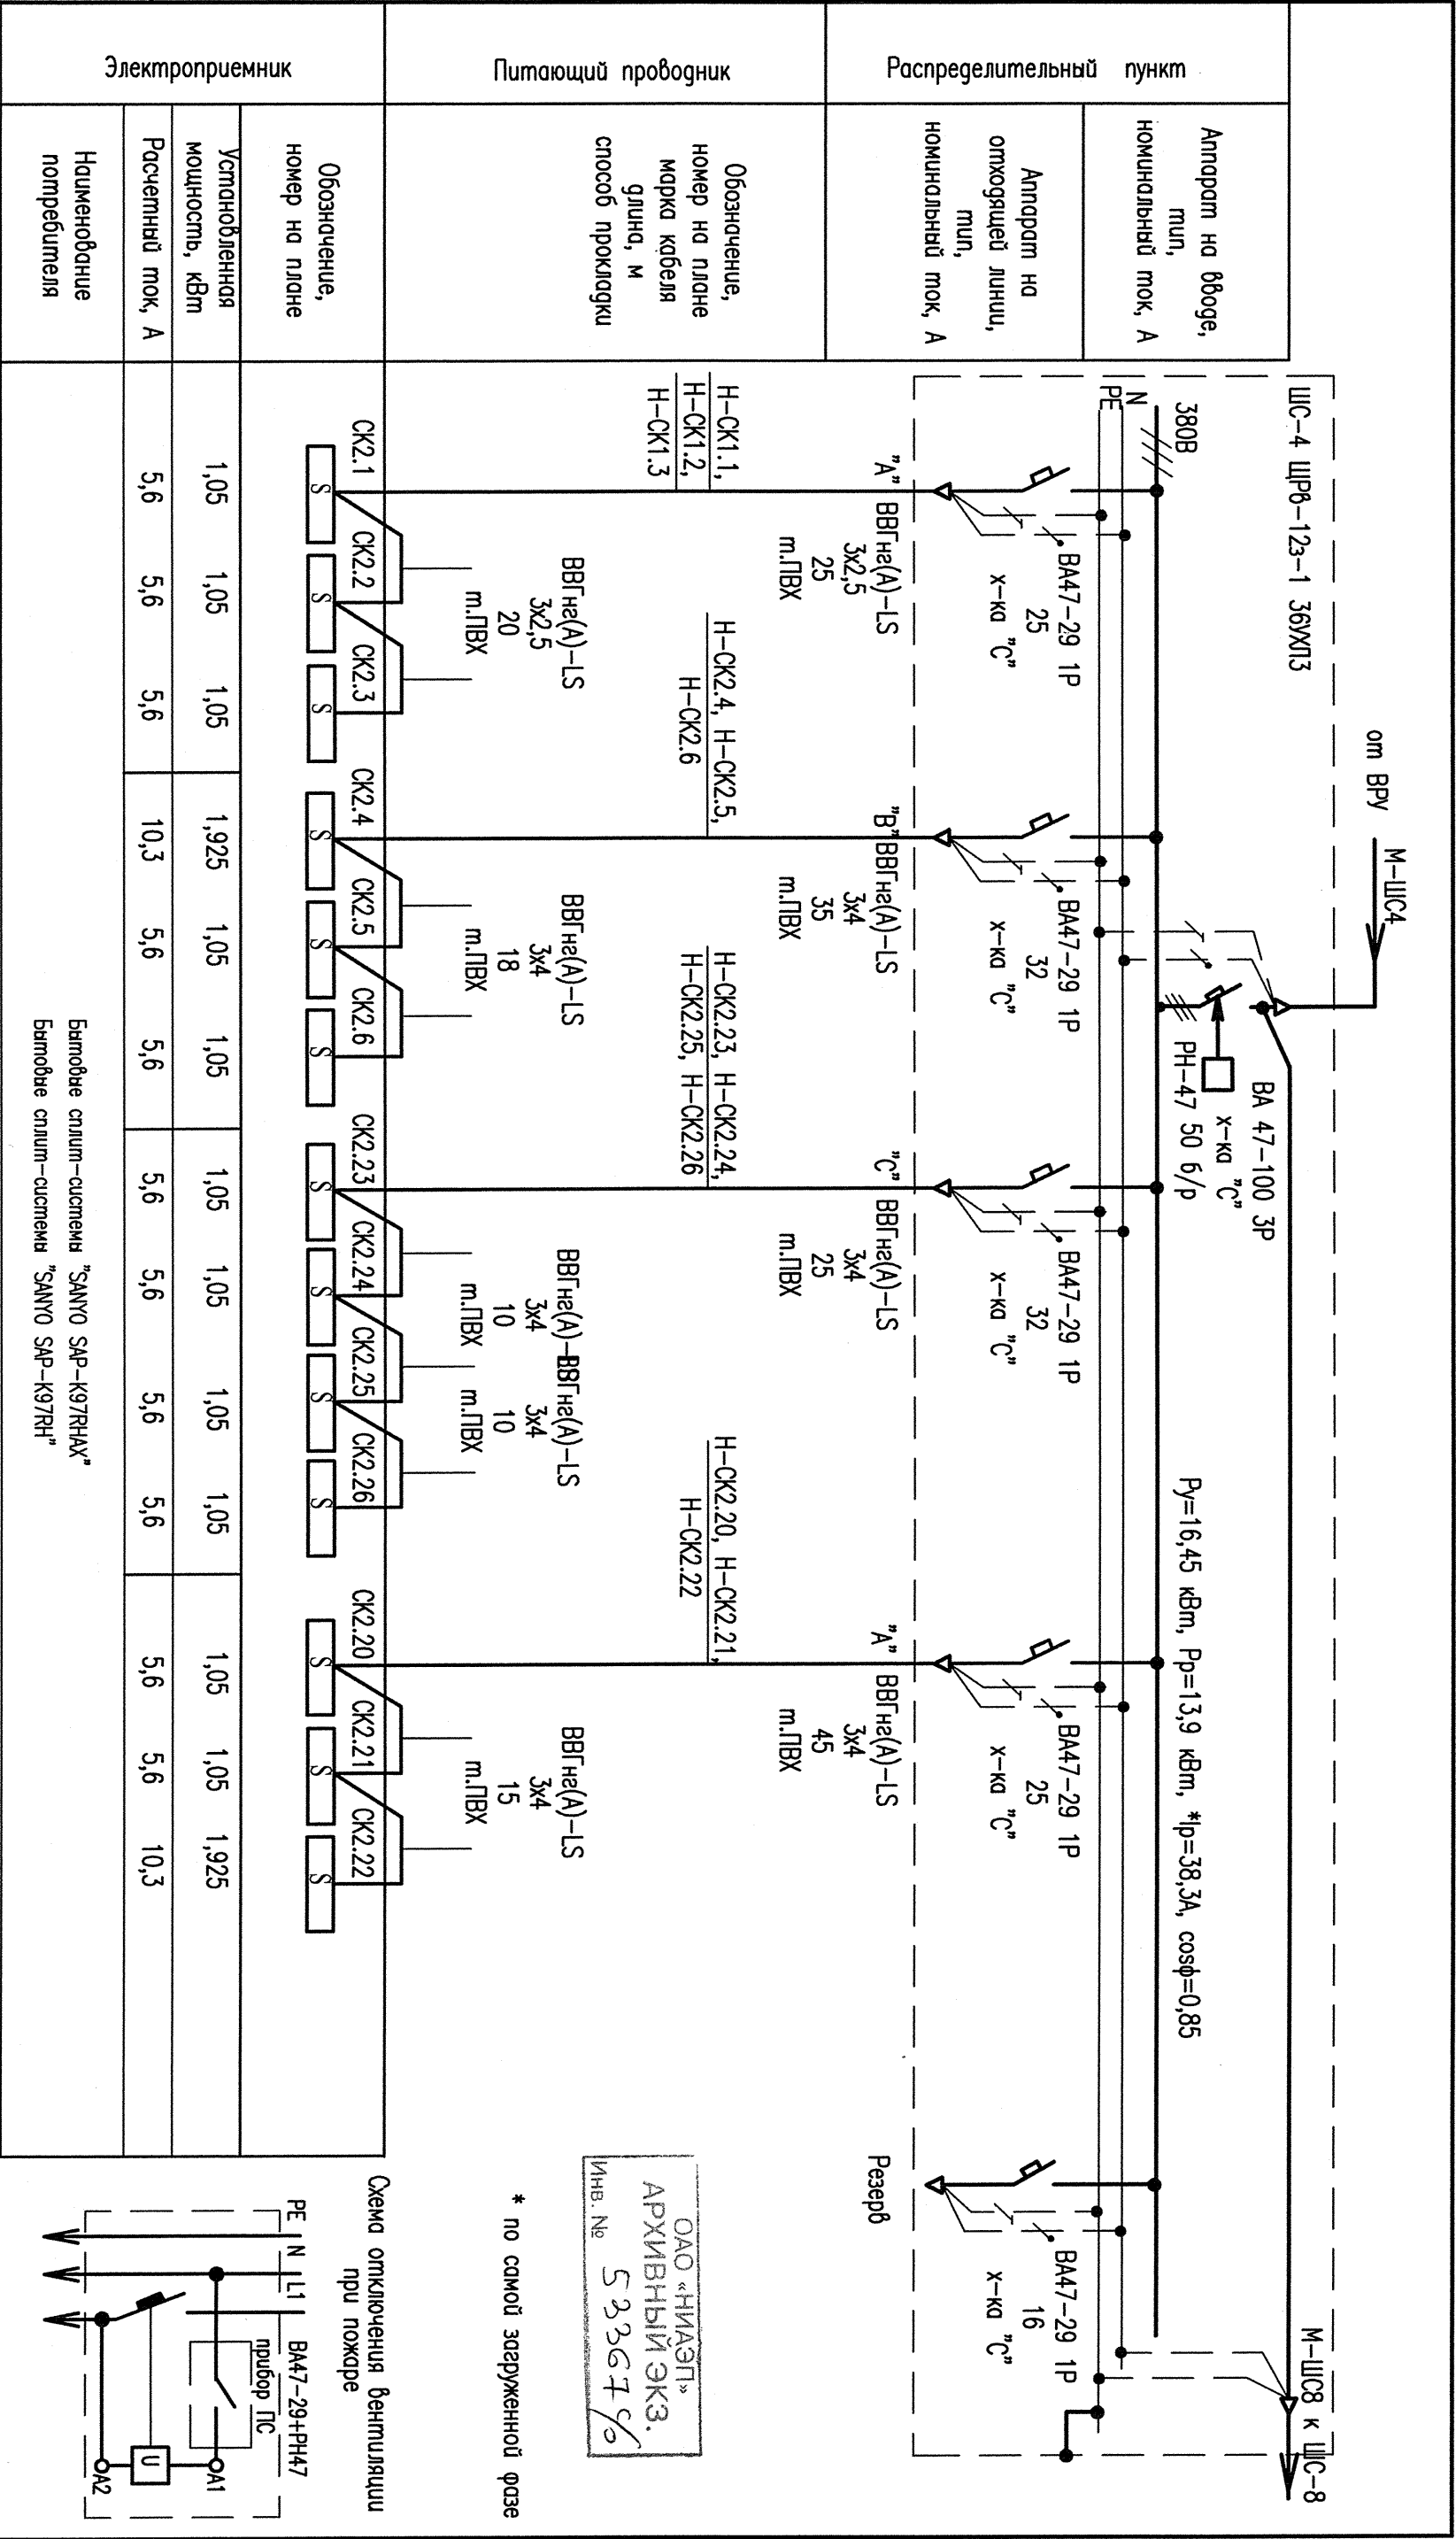 Распределительный пункт
Аппарат на вводе,
тип,
номинальный ток, А
Аппарат на
отходящей линии,
тип,
номинальный ток, А
Питающий проводник
Обозначение,
номер на плане
марка кабеля
длина, м
способ прокладки
Электроприемник
Обозначение,
номер на плане
Установленная
мощность, кВт
Расчетный ток, А
Наименование
потребителя
от ВРУ
М-ШС4
М-ШС8 к ШС-8
ШС-4 ЩРв-12з-1 36УХЛ3
ВА 47-100 3Р
х-ка "С"
РН-47 50 б/р
380В
N
PE
Ру=16,45 кВт, Рр=13,9 кВт, *Iр=38,3А, cosф=0,85
ВА47-29 1Р
25
х-ка "С"
ВА47-29 1Р
32
х-ка "С"
ВА47-29 1Р
32
х-ка "С"
ВА47-29 1Р
25
х-ка "С"
ВА47-29 1Р
16
х-ка "С"
"А"
ВВГнг(А)-LS
3х2,5
25
т.ПВХ
"В"
ВВГнг(А)-LS
3х4
35
т.ПВХ
"С"
ВВГнг(А)-LS
3х4
25
т.ПВХ
"А"
ВВГнг(А)-LS
3х4
45
т.ПВХ
Резерв
Н-СК1.1,
Н-СК1.2,
Н-СК1.3
Н-СК2.4, Н-СК2.5,
Н-СК2.6
Н-СК2.23, Н-СК2.24,
Н-СК2.25, Н-СК2.26
Н-СК2.20, Н-СК2.21,
Н-СК2.22
ВВГнг(А)-LS
3х2,5
20
т.ПВХ
ВВГнг(А)-LS
3х4
18
т.ПВХ
ВВГнг(А)-LS
3х4
10
т.ПВХ
ВВГнг(А)-LS
3х4
10
т.ПВХ
ВВГнг(А)-LS
3х4
15
т.ПВХ
СК2.1 СК2.2 СК2.3 СК2.4 СК2.5 СК2.6 СК2.23 СК2.24 СК2.25 СК2.26 СК2.20 СК2.21 СК2.22
S S S S S S S S S S S S S
1,05 1,05 1,05 1,925 1,05 1,05 1,05 1,05 1,05 1,05 1,05 1,05 1,925
5,6 5,6 5,6 10,3 5,6 5,6 5,6 5,6 5,6 5,6 5,6 5,6 10,3
Бытовые сплит-системы "SANYO SAP-K97RHAX"
Бытовые сплит-системы "SANYO SAP-K97RH"
ОАО «НИАЭП»
АРХИВНЫЙ ЭКЗ.
Инв. №
* по самой загруженной фазе
Схема отключения вентиляции
при пожаре
PE
N
L1
ВА47-29+РН47
прибор ПС
А1
U
А2